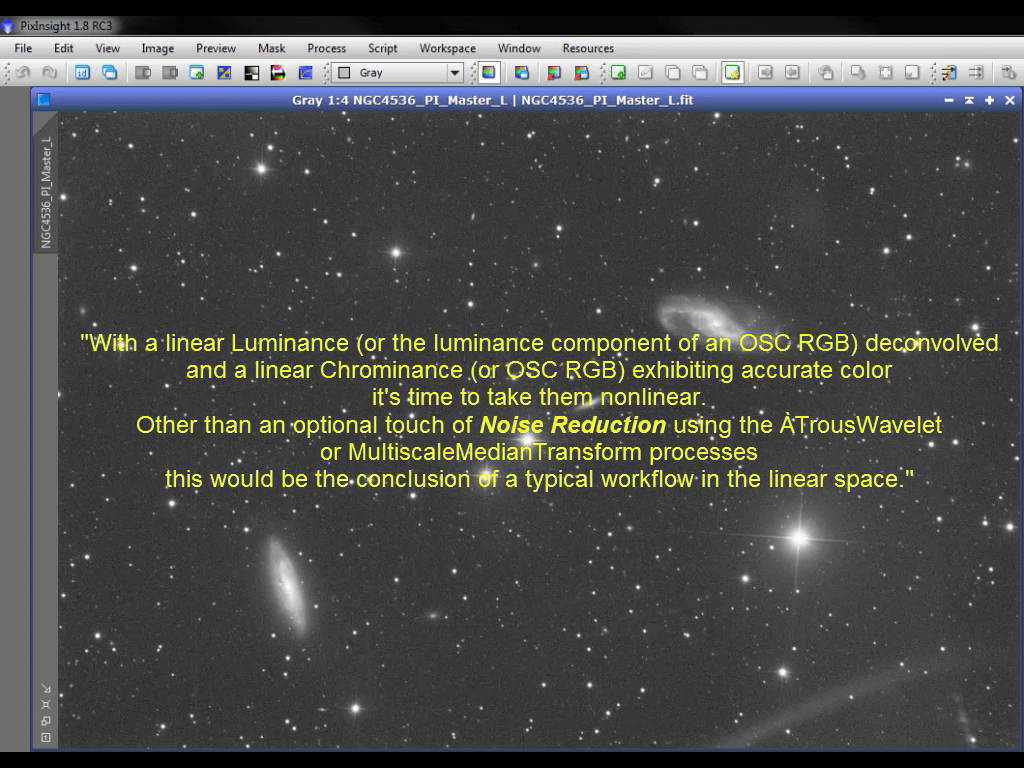 PixInsight 1.8 RC3
File Edit View Image Preview Mask Process Script Workspace Window Resources
Gray
Gray 1:4 NGC4536_PI_Master_L | NGC4536_PI_Master_L.fit
NGC4536_PI_Master_L
"With a linear Luminance (or the luminance component of an OSC RGB) deconvolved
and a linear Chrominance (or OSC RGB) exhibiting accurate color
it's time to take them nonlinear.
Other than an optional touch of Noise Reduction using the ÀTrousWavelet
or MultiscaleMedianTransform processes
this would be the conclusion of a typical workflow in the linear space."